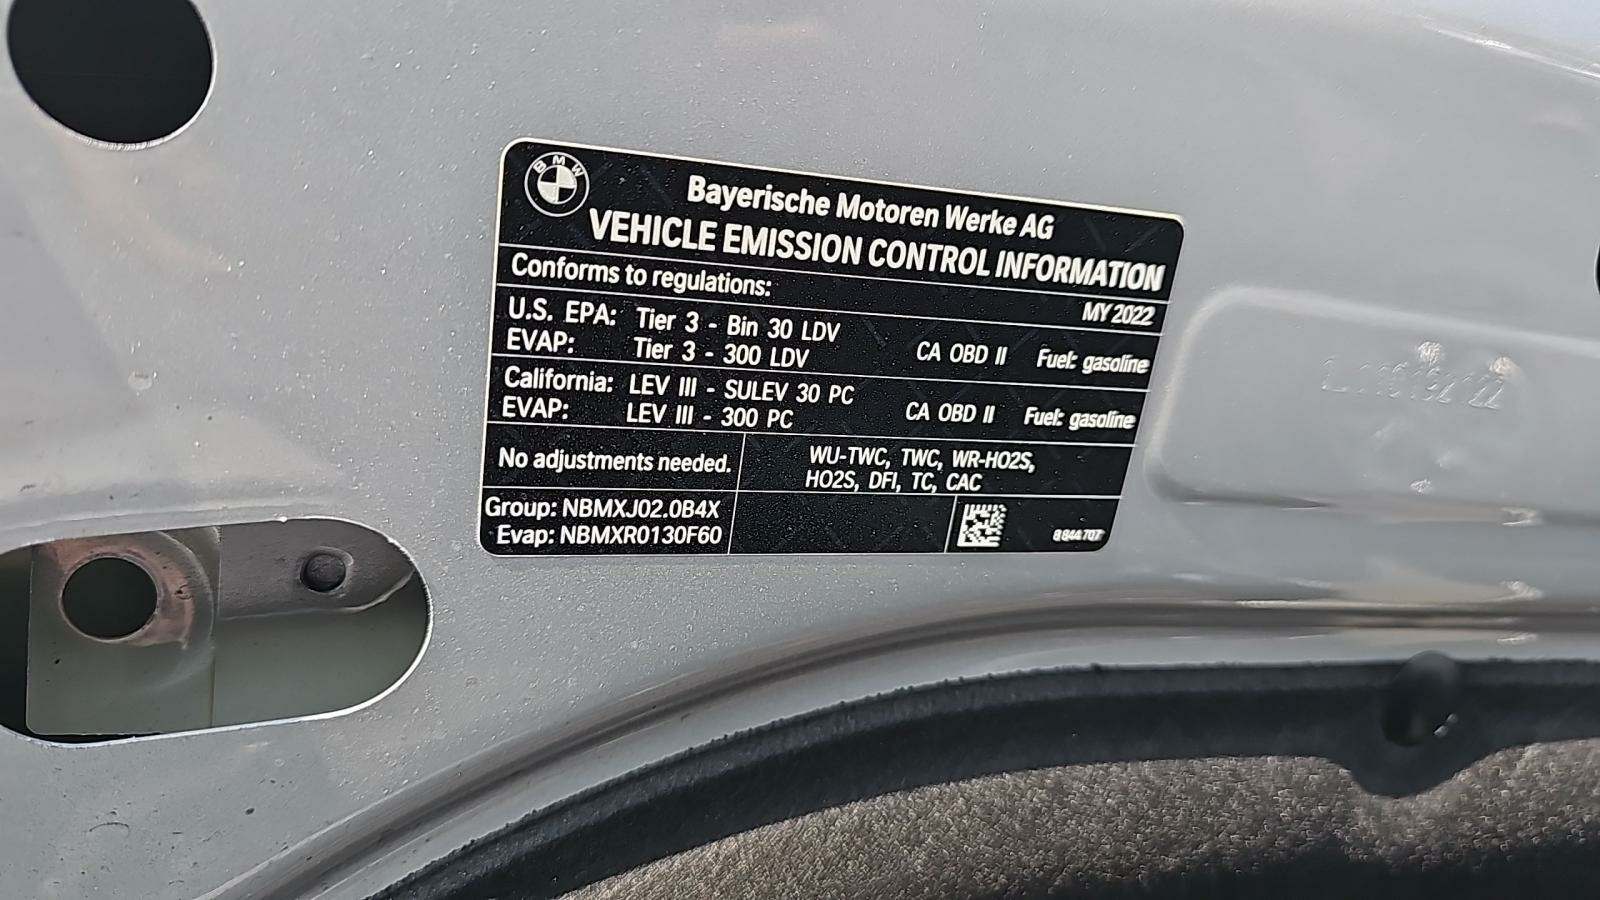 BMW
Bayerische Motoren Werke AG
VEHICLE EMISSION CONTROL INFORMATION
Conforms to regulations:
MY 2022
U.S. EPA: Tier 3 - Bin 30 LDV
EVAP: Tier 3 - 300 LDV
CA OBD II Fuel: gasoline
California: LEV III - SULEV 30 PC
EVAP: LEV III - 300 PC
CA OBD II Fuel: gasoline
No adjustments needed.
WU-TWC, TWC, WR-HO2S,
HO2S, DFI, TC, CAC
Group: NBMXJ02.0B4X
Evap: NBMXR0130F60
8 844 707